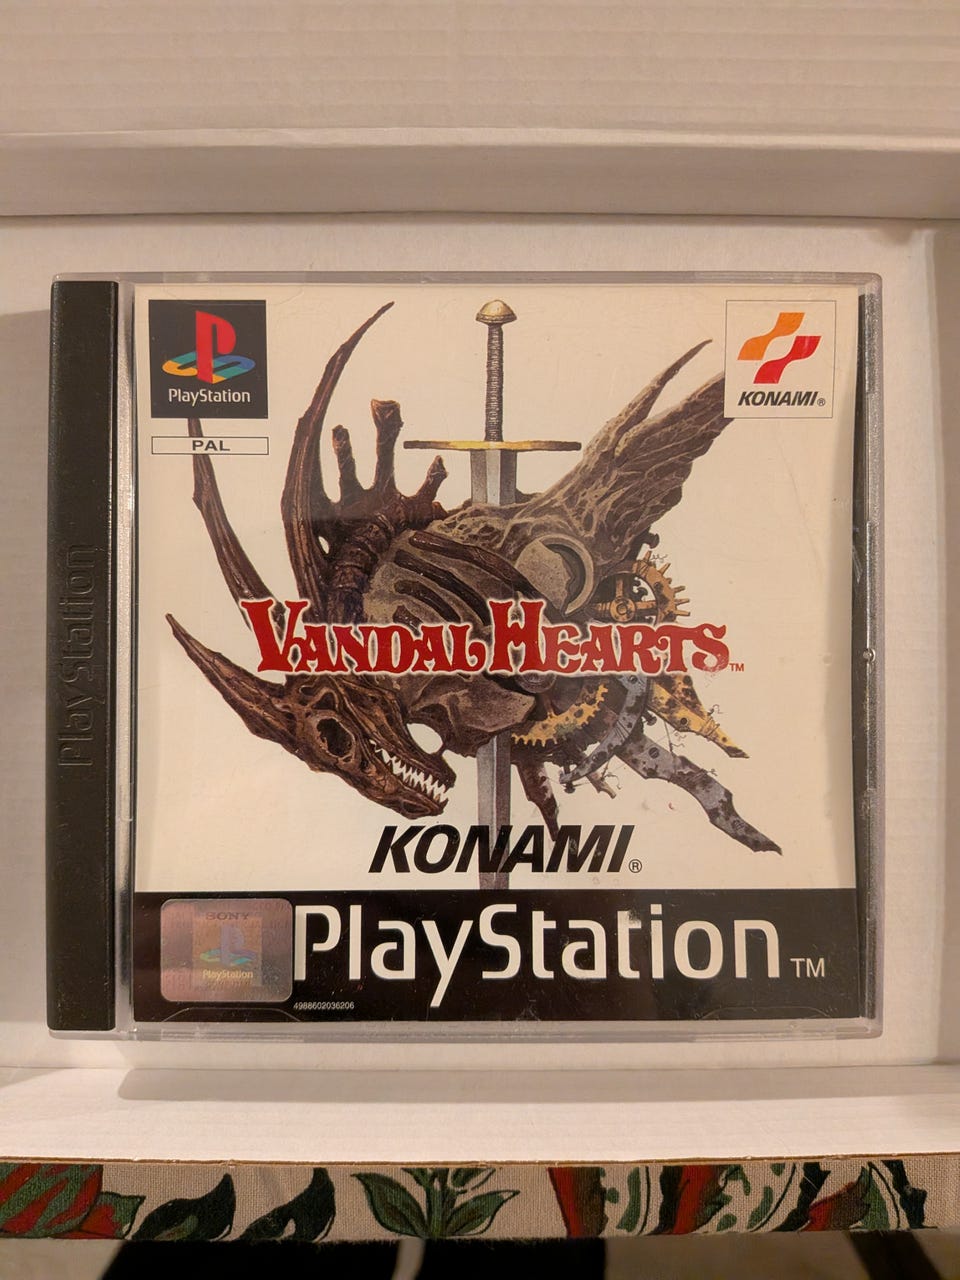 PlayStation
PAL
KONAMI®
PlayStation
VANDAL HEARTS™
KONAMI®
SONY
PlayStation
PlayStation™
4988602036206